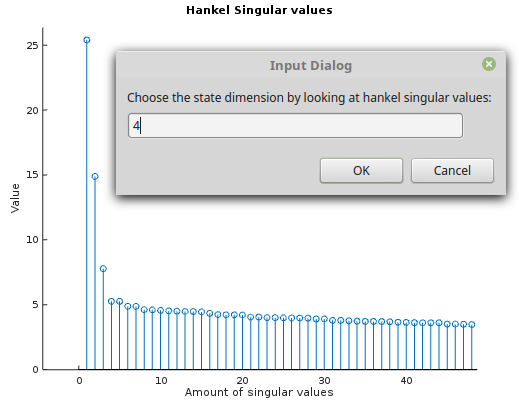 Hankel Singular values
Input Dialog
Choose the state dimension by looking at hankel singular values:
4
OK Cancel
Value
25
20
15
10
5
0
0 10 20 30 40
Amount of singular values